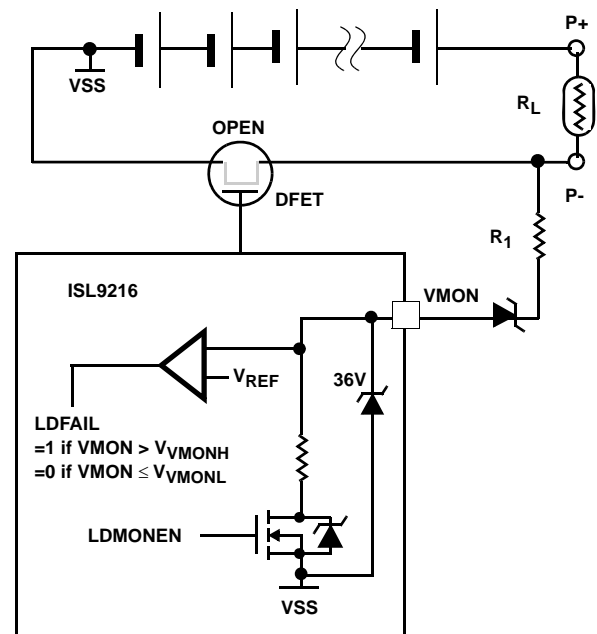 P+
VSS
RL
OPEN
DFET
P-
R1
ISL9216
VMON
VREF
36V
LDFAIL
=1 if VMON > VVMONH
=0 if VMON ≤ VVMONL
LDMONEN
VSS